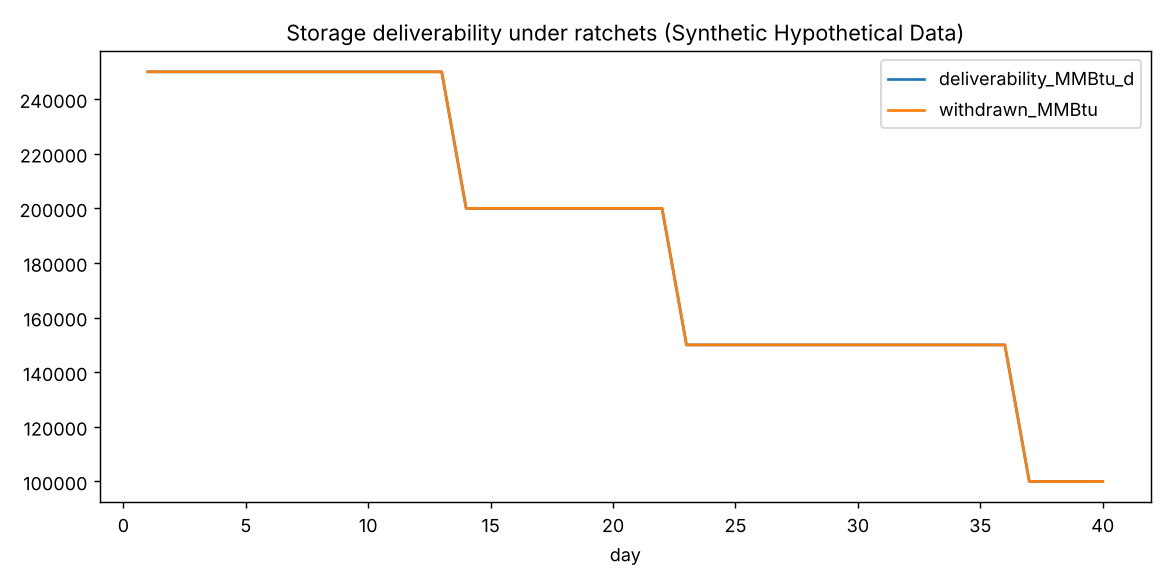 Storage deliverability under ratchets (Synthetic Hypothetical Data)
deliverability_MMBtu_d
withdrawn_MMBtu
240000
220000
200000
180000
160000
140000
120000
100000
0 5 10 15 20 25 30 35 40
day